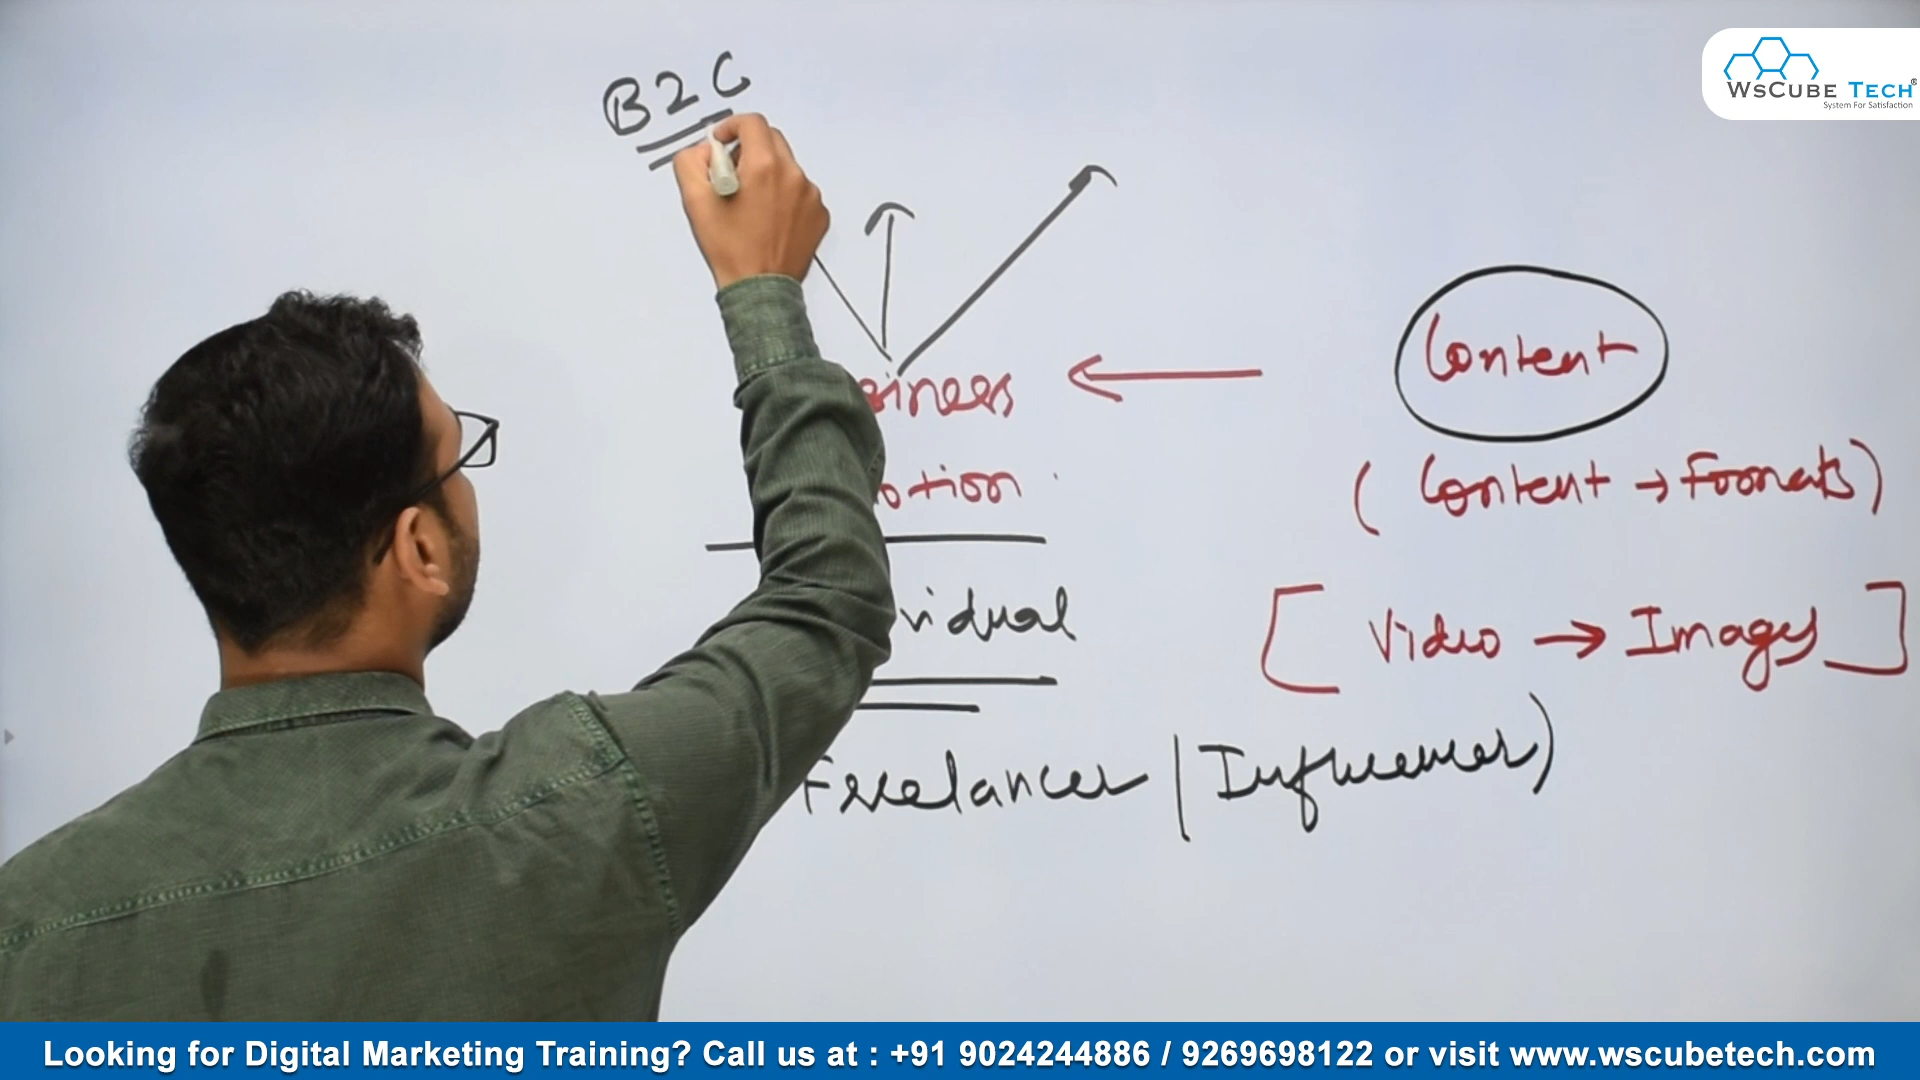 WSCUBE TECH®
System For Satisfaction
B2C
Content
(Content → Formats)
[Video → Images]
Freelancer | Influencer)
Looking for Digital Marketing Training? Call us at : +91 9024244886 / 9269698122 or visit www.wscubetech.com